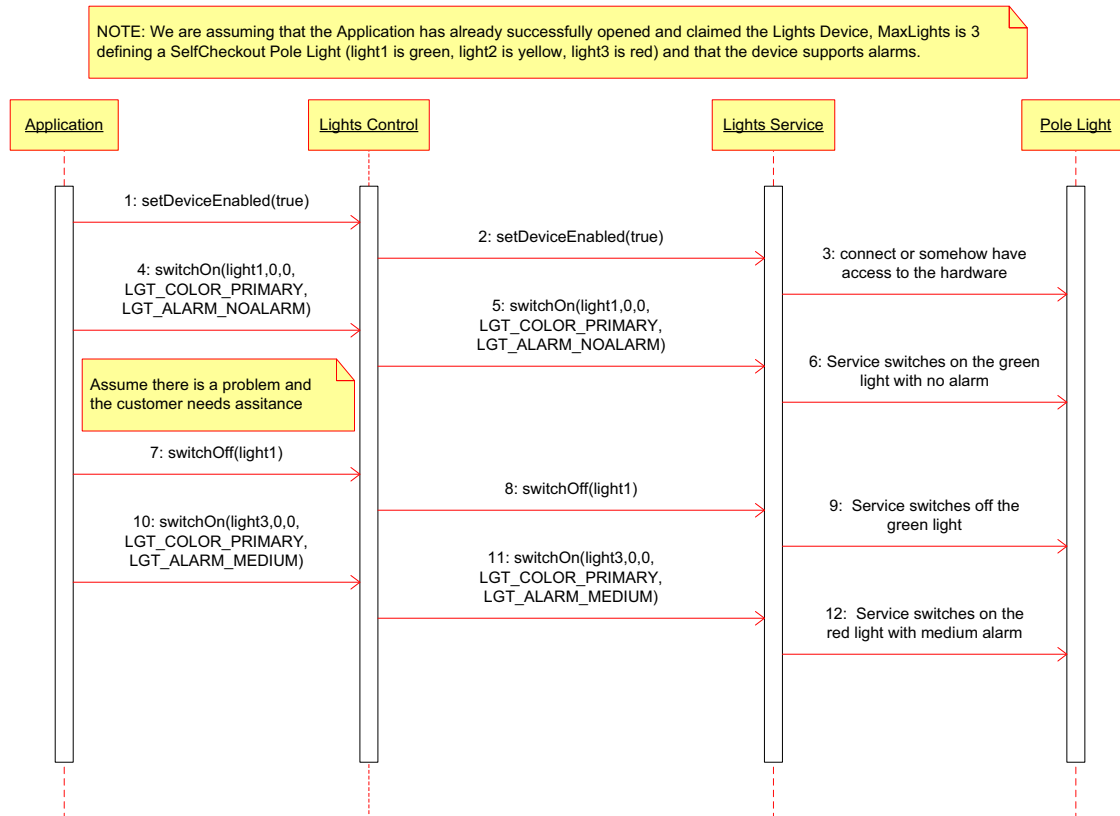 NOTE: We are assuming that the Application has already successfully opened and claimed the Lights Device, MaxLights is 3
defining a SelfCheckout Pole Light (light1 is green, light2 is yellow, light3 is red) and that the device supports alarms.
Application
Lights Control
Lights Service
Pole Light
1: setDeviceEnabled(true)
2: setDeviceEnabled(true)
3: connect or somehow have
access to the hardware
4: switchOn(light1,0,0,
LGT_COLOR_PRIMARY,
LGT_ALARM_NOALARM)
5: switchOn(light1,0,0,
LGT_COLOR_PRIMARY,
LGT_ALARM_NOALARM)
6: Service switches on the green
light with no alarm
Assume there is a problem and
the customer needs assitance
7: switchOff(light1)
8: switchOff(light1)
9:  Service switches off the
green light
10: switchOn(light3,0,0,
LGT_COLOR_PRIMARY,
LGT_ALARM_MEDIUM)
11: switchOn(light3,0,0,
LGT_COLOR_PRIMARY,
LGT_ALARM_MEDIUM)
12:  Service switches on the
red light with medium alarm